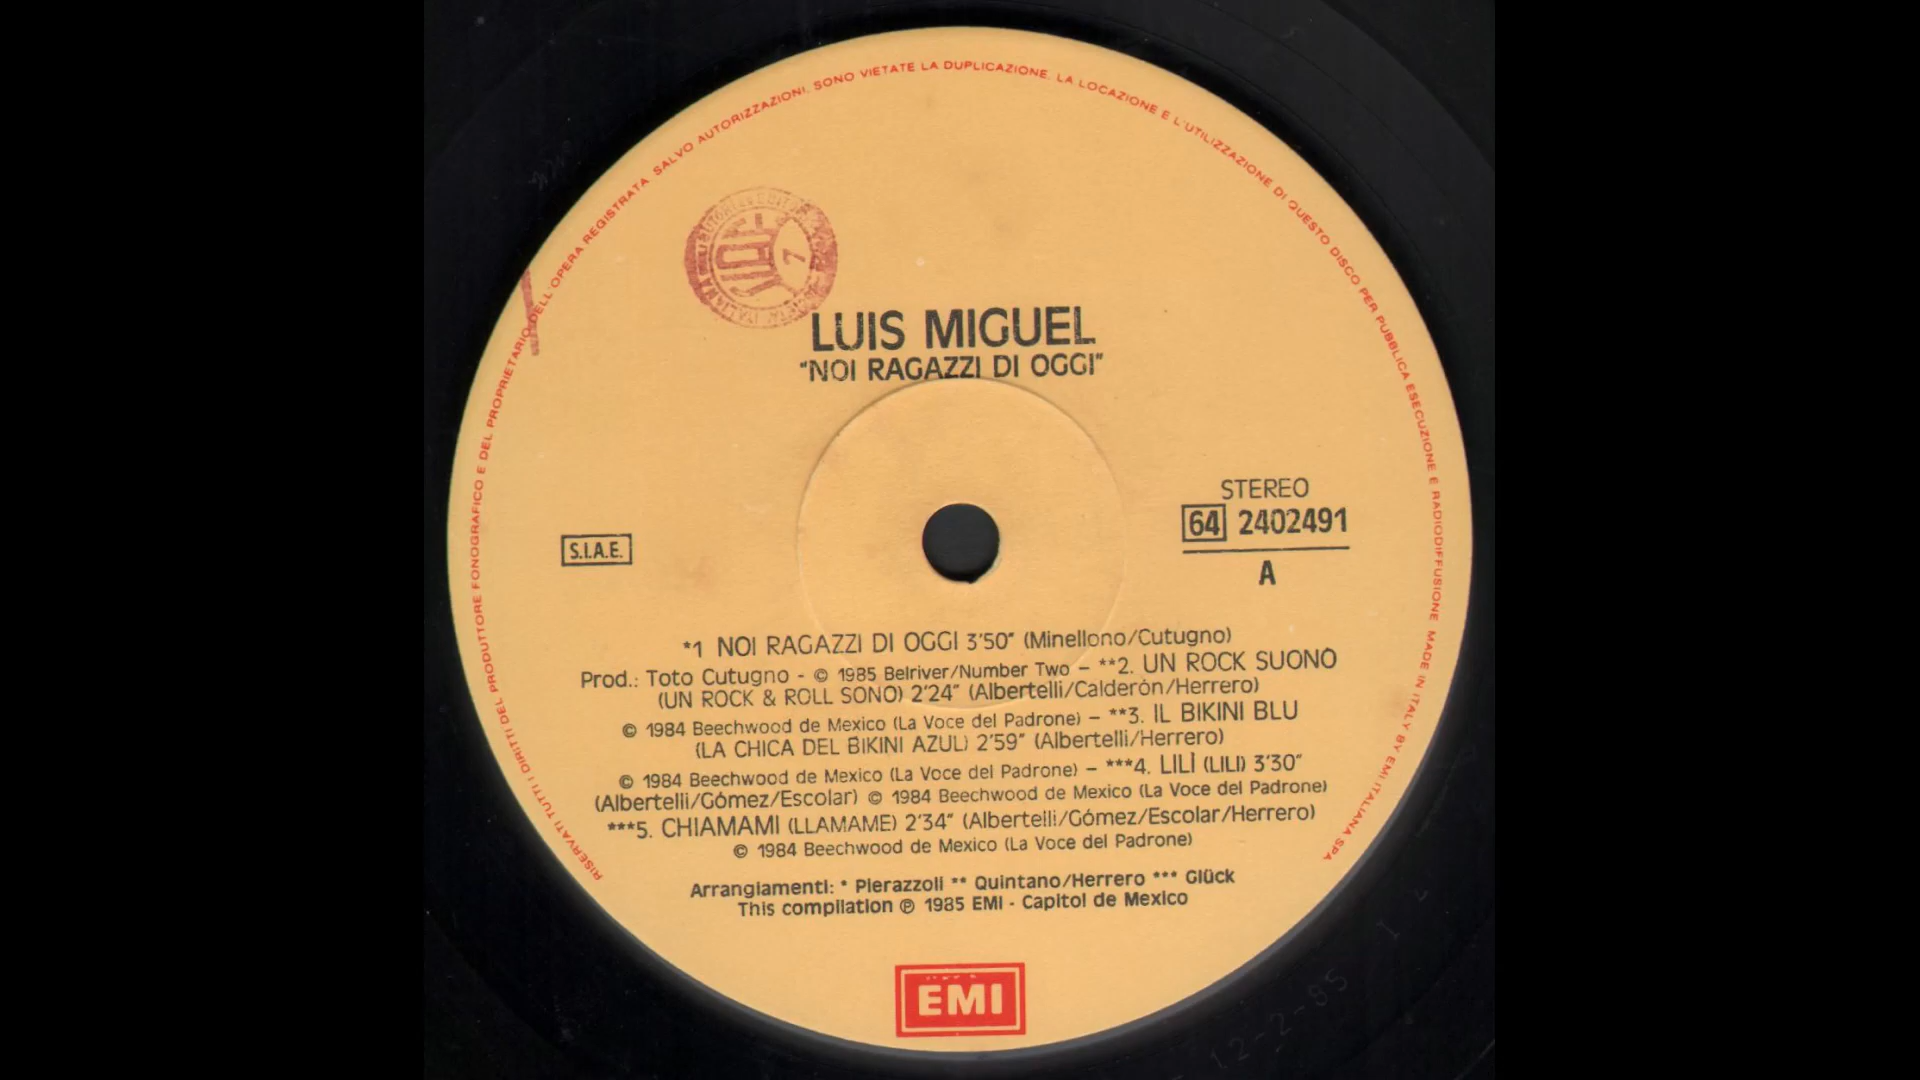 RISERVATI TUTTI I DIRITTI DEL PRODUTTORE FONOGRAFICO E DEL PROPRIETARIO DELL'OPERA REGISTRATA. SALVO AUTORIZZAZIONI, SONO VIETATE LA DUPLICAZIONE, LA LOCAZIONE E L'UTILIZZAZIONE DI QUESTO DISCO PER PUBBLICA ESECUZIONE E RADIODIFFUSIONE. MADE IN ITALY BY EMI ITALIANA SPA
7
LUIS MIGUEL
"NOI RAGAZZI DI OGGI"
STEREO
64 2402491
S.I.A.E.
A
*1 NOI RAGAZZI DI OGGI 3'50" (Minellono/Cutugno)
Prod.: Toto Cutugno - © 1985 Belriver/Number Two – **2. UN ROCK SUONO
(UN ROCK & ROLL SONO) 2'24" (Albertelli/Calderón/Herrero)
© 1984 Beechwood de Mexico (La Voce del Padrone) – **3. IL BIKINI BLU
(LA CHICA DEL BIKINI AZUL) 2'59" (Albertelli/Herrero)
© 1984 Beechwood de Mexico (La Voce del Padrone) – ***4. LILÌ (LILI) 3'30"
(Albertelli/Gómez/Escolar) © 1984 Beechwood de Mexico (La Voce del Padrone)
***5. CHIAMAMI (LLAMAME) 2'34" (Albertelli/Gómez/Escolar/Herrero)
© 1984 Beechwood de Mexico (La Voce del Padrone)
Arrangiamenti: * Pierazzoli ** Quintano/Herrero *** Glück
This compilation ℗ 1985 EMI - Capitol de Mexico
EMI
12-2-85